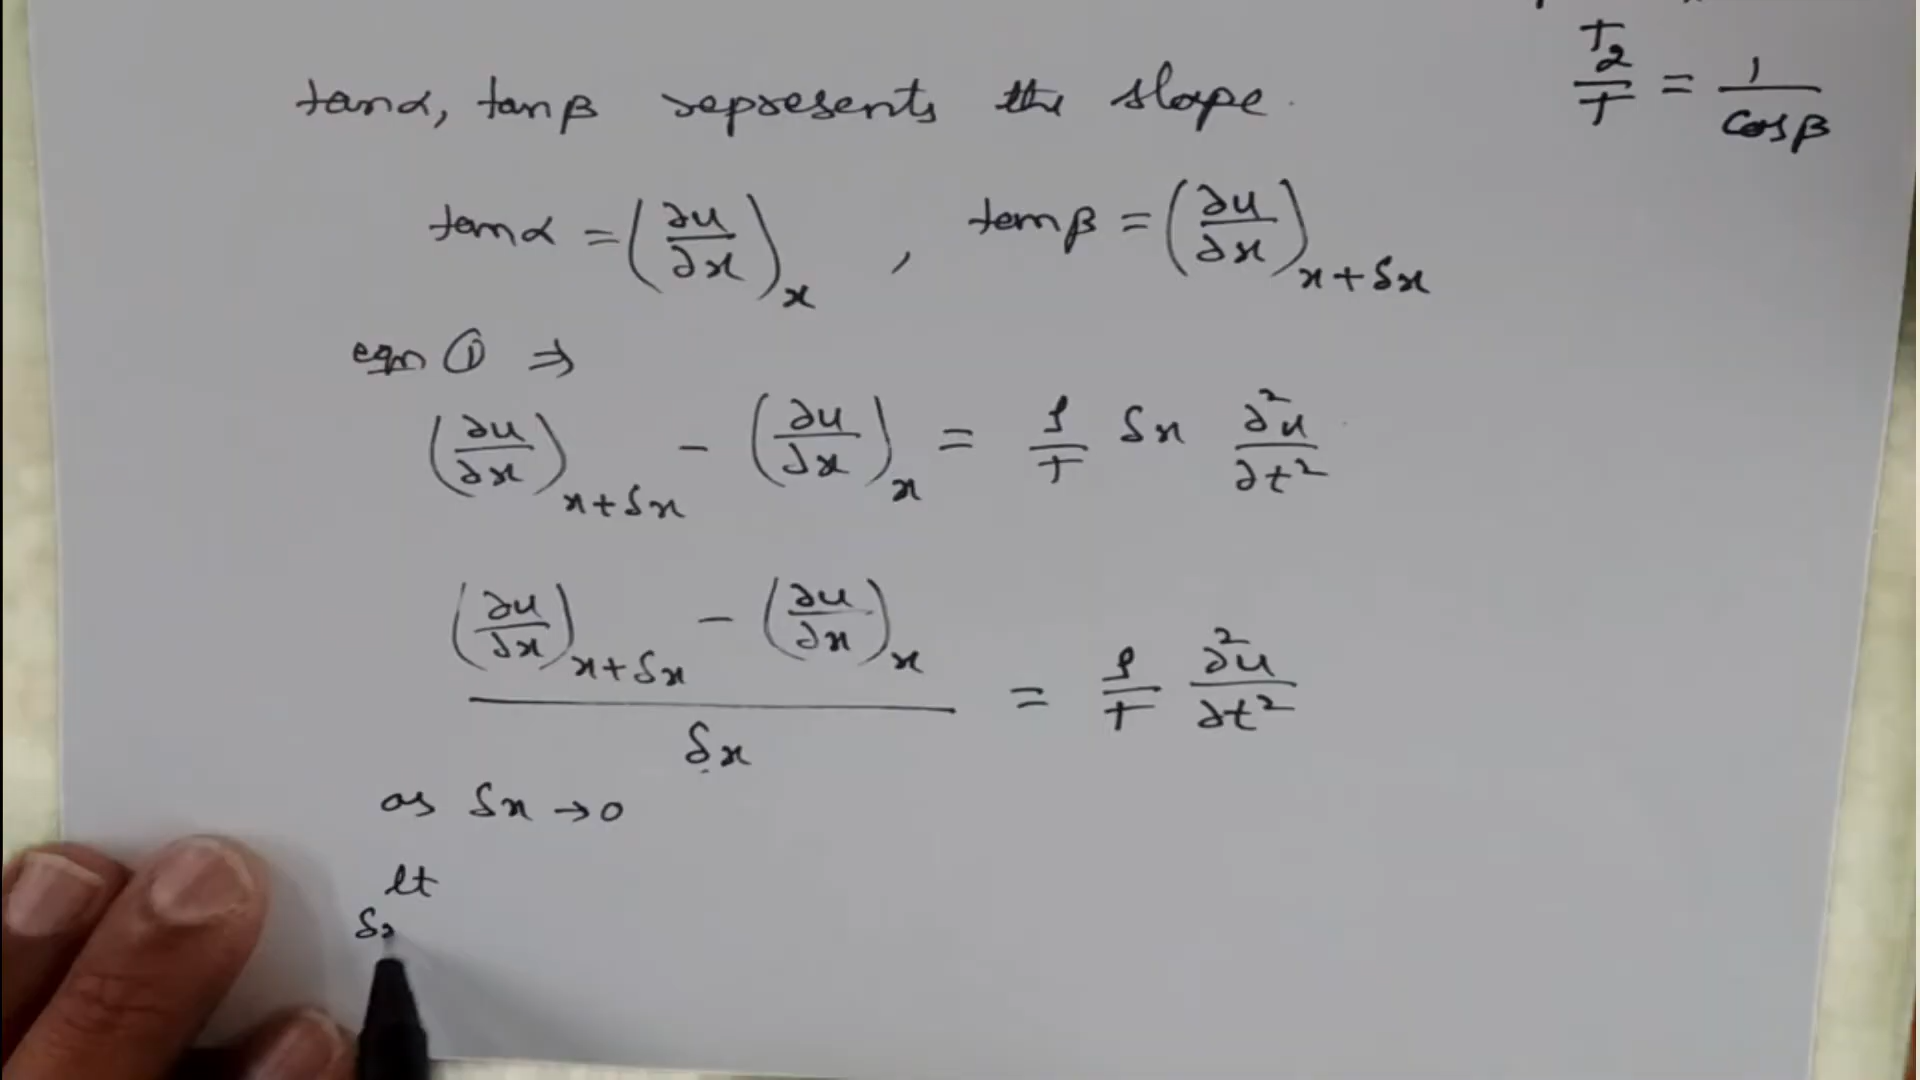 T₂/T = 1/cosβ
tanα, tanβ represents the slope.
tanα = (∂u/∂x)ₓ , tanβ = (∂u/∂x)ₓ₊δₓ
eqn ① ⇒
(∂u/∂x)ₓ₊δₓ - (∂u/∂x)ₓ = ρ/T δx ∂²u/∂t²
((∂u/∂x)ₓ₊δₓ - (∂u/∂x)ₓ)/δx = ρ/T ∂²u/∂t²
as δx → 0
lt